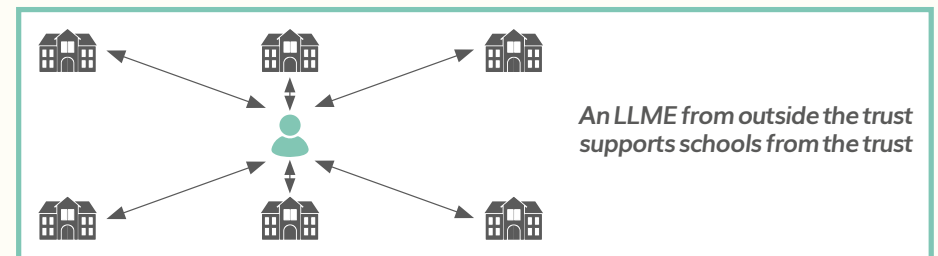 An LLME from outside the trust
supports schools from the trust